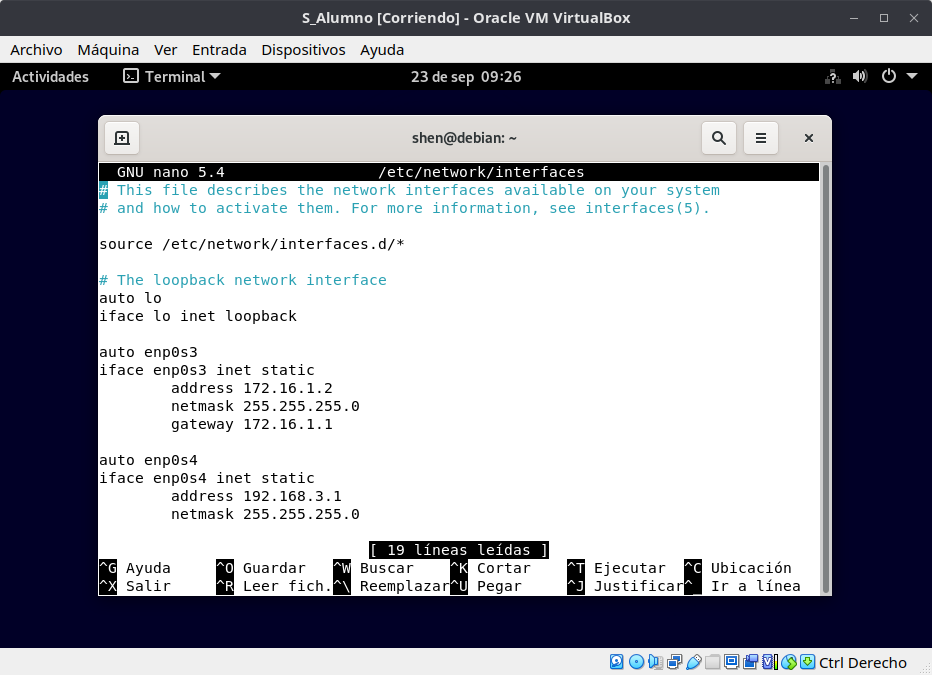 S_Alumno [Corriendo] - Oracle VM VirtualBox
Archivo Máquina Ver Entrada Dispositivos Ayuda
Actividades Terminal 23 de sep 09:26
shen@debian: ~
GNU nano 5.4 /etc/network/interfaces
# This file describes the network interfaces available on your system
# and how to activate them. For more information, see interfaces(5).
source /etc/network/interfaces.d/*
# The loopback network interface
auto lo
iface lo inet loopback
auto enp0s3
iface enp0s3 inet static
address 172.16.1.2
netmask 255.255.255.0
gateway 172.16.1.1
auto enp0s4
iface enp0s4 inet static
address 192.168.3.1
netmask 255.255.255.0
[ 19 líneas leídas ]
^G Ayuda ^O Guardar ^W Buscar ^K Cortar ^T Ejecutar ^C Ubicación
^X Salir ^R Leer fich. ^\ Reemplazar ^U Pegar ^J Justificar ^_ Ir a línea
Ctrl Derecho